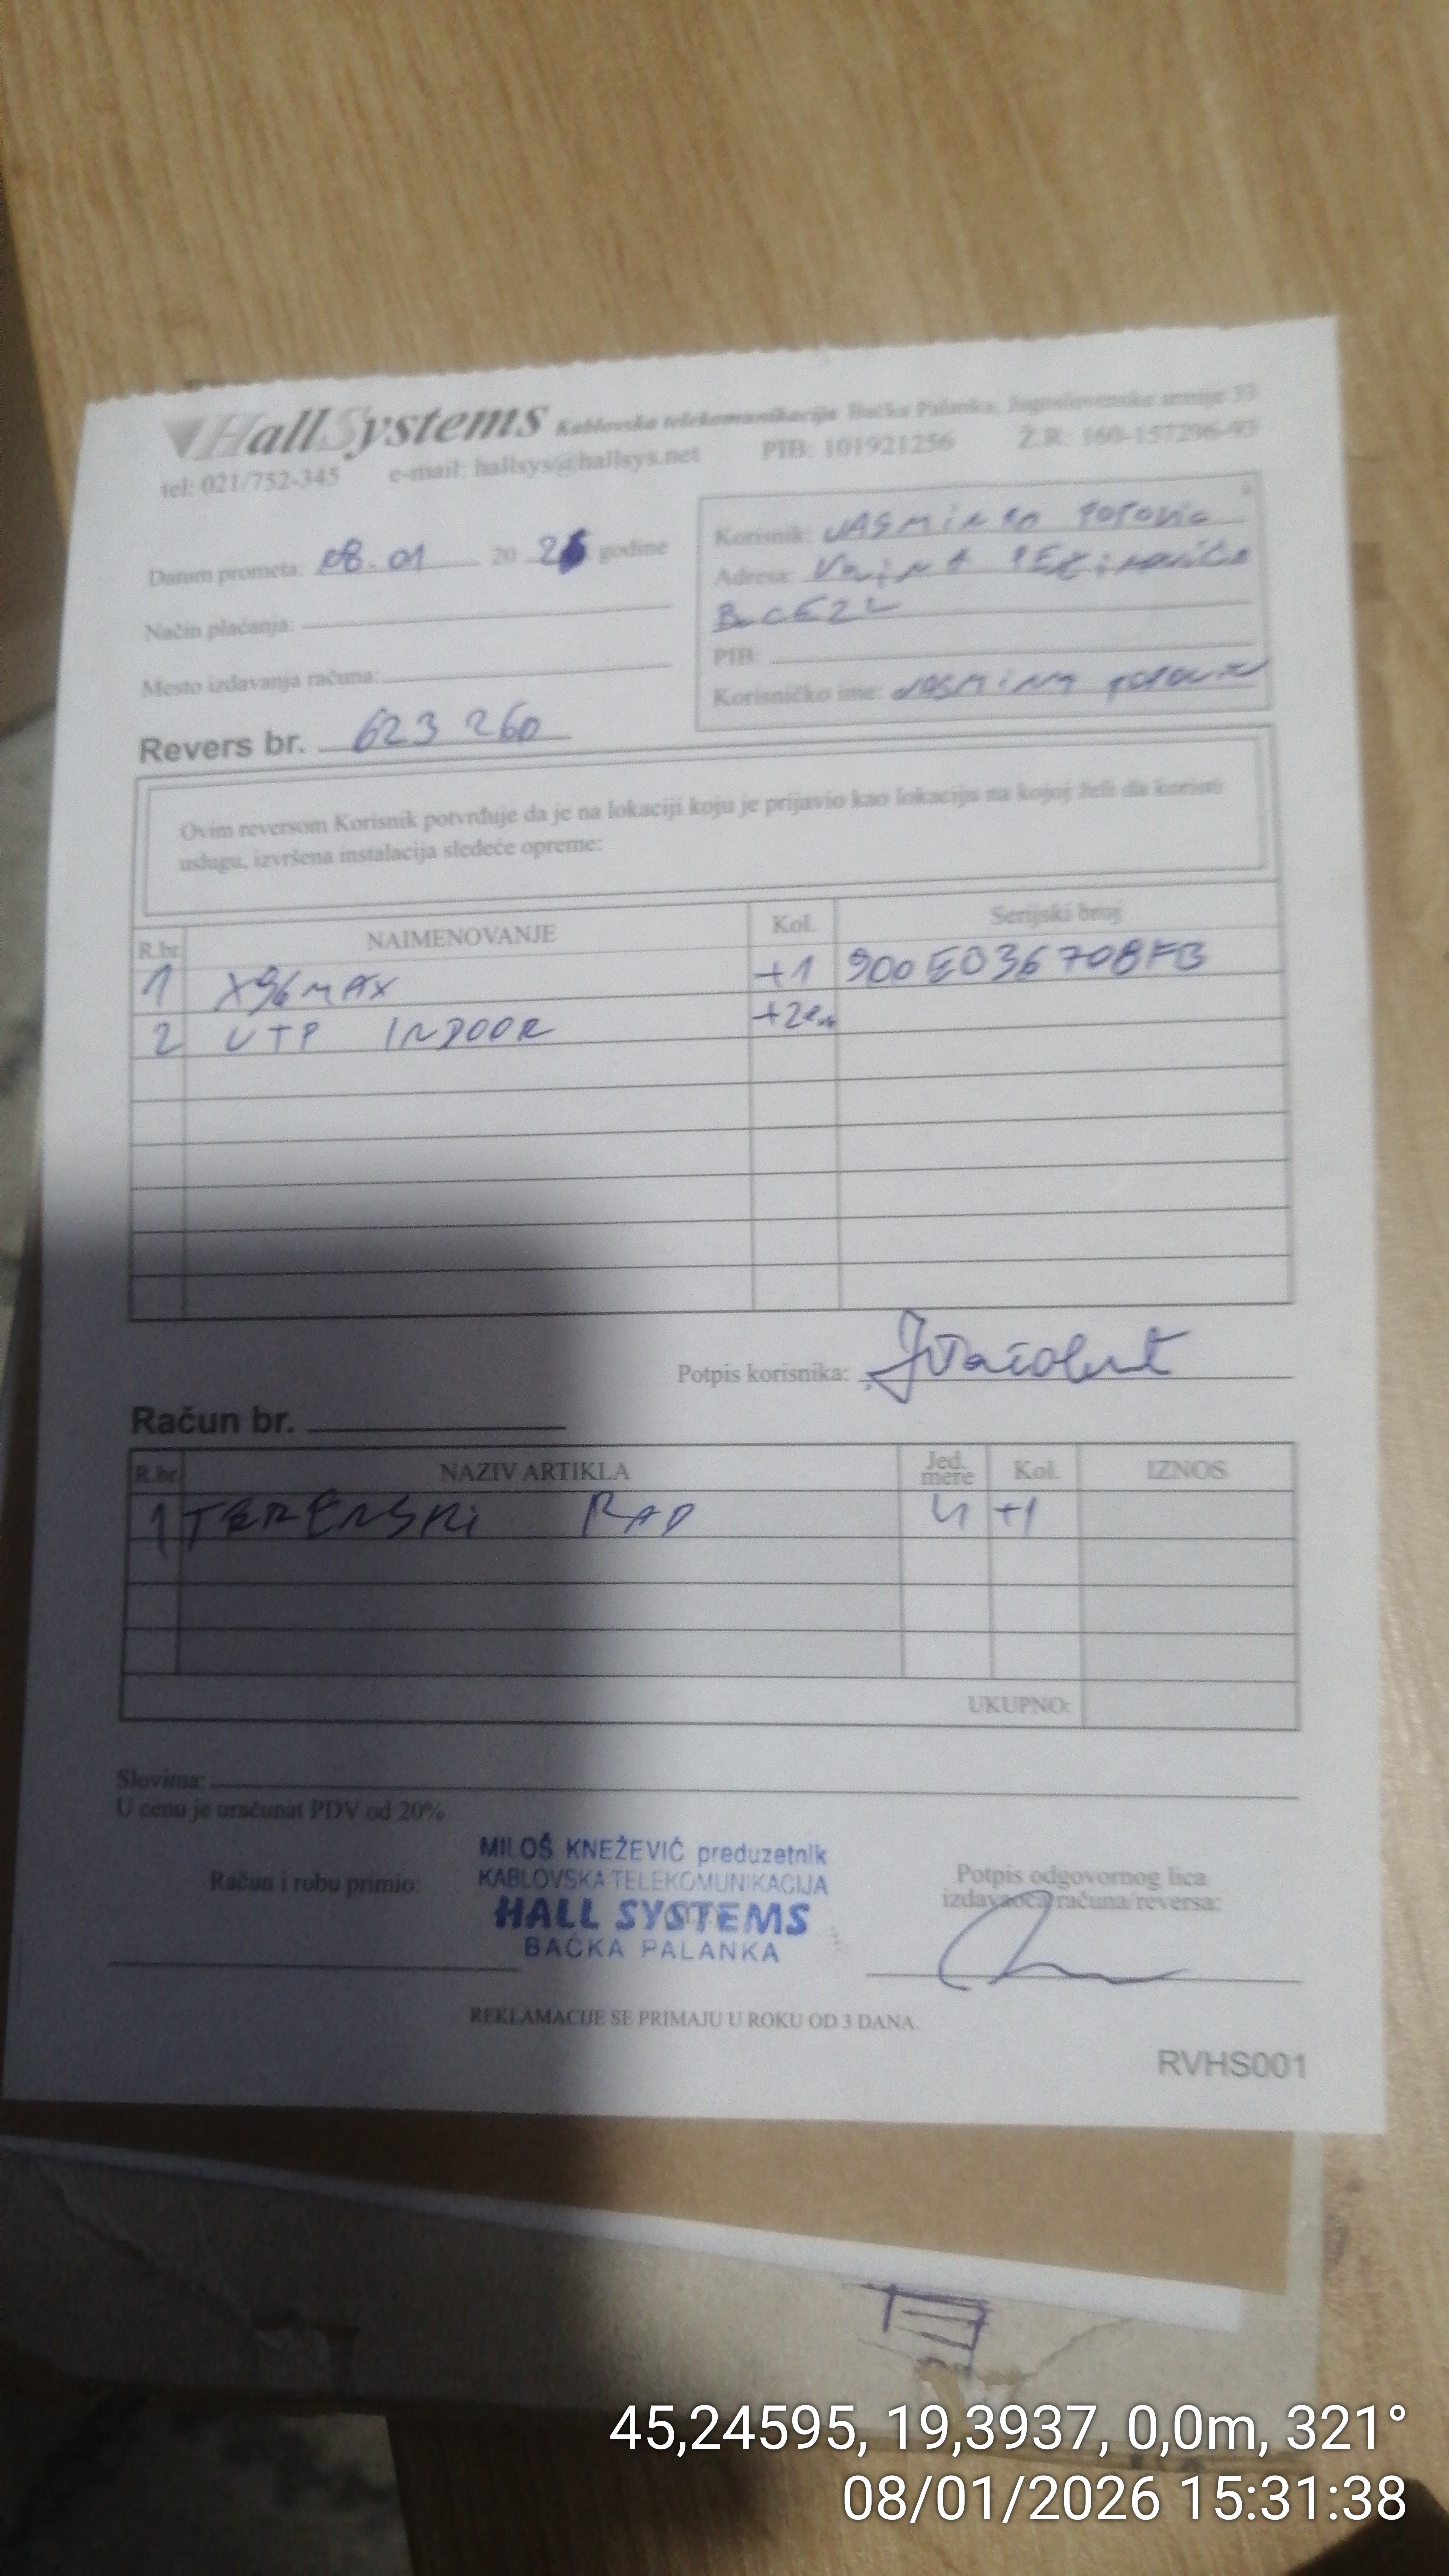 HallSystems Kablovska telekomunikacija Bačka Palanka, Jugoslovenske armije 33
tel: 021/752-345 e-mail: hallsys@hallsys.net PIB: 101921256 Ž.R: 160-157296-95
Datum prometa: 08.01 20 26 godine
Način plaćanja:
Mesto izdavanja računa:
Revers br. 623 260
Korisnik: JASMINKA
Adresa:
PIB:
Korisničko ime:
Ovim reversom Korisnik potvrđuje da je na lokaciji koju je prijavio kao lokaciju na kojoj želi da koristi
uslugu, izvršena instalacija sledeće opreme:
R.br. NAIMENOVANJE Kol. Serijski broj
1 X96MAX +1 900E036708FB
2 UTP INDOOR
Potpis korisnika:
Račun br.
R.br. NAZIV ARTIKLA Jed. mere Kol. IZNOS
1 TERENSKI RAD 4 +1
UKUPNO:
Slovima:
U cenu je uračunat PDV od 20%
Račun i robu primio:
MILOŠ KNEŽEVIĆ preduzetnik
KABLOVSKA TELEKOMUNIKACIJA
HALL SYSTEMS
BAČKA PALANKA
Potpis odgovornog lica
izdavaoca računa/reversa:
REKLAMACIJE SE PRIMAJU U ROKU OD 3 DANA.
RVHS001
45,24595, 19,3937, 0,0m, 321°
08/01/2026 15:31:38